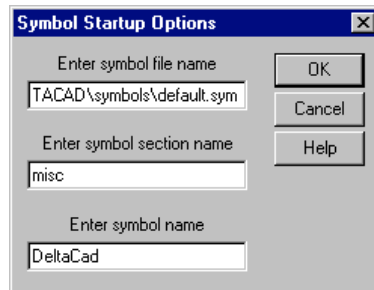 Symbol Startup Options
Enter symbol file name
TACAD\symbols\default.sym
Enter symbol section name
misc
Enter symbol name
DeltaCad
OK
Cancel
Help